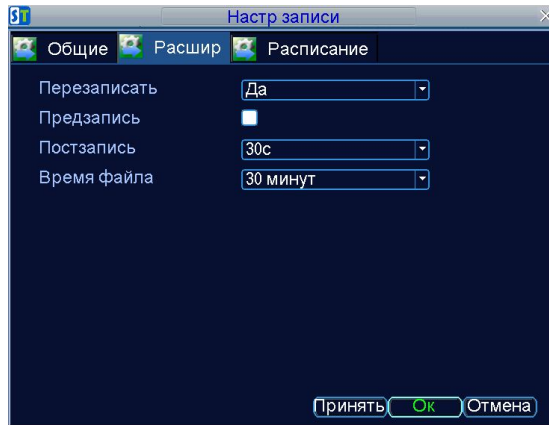 ST Настр записи
Общие Расшир Расписание
Перезаписать Да
Предзапись
Постзапись 30с
Время файла 30 минут
Принять Ок Отмена